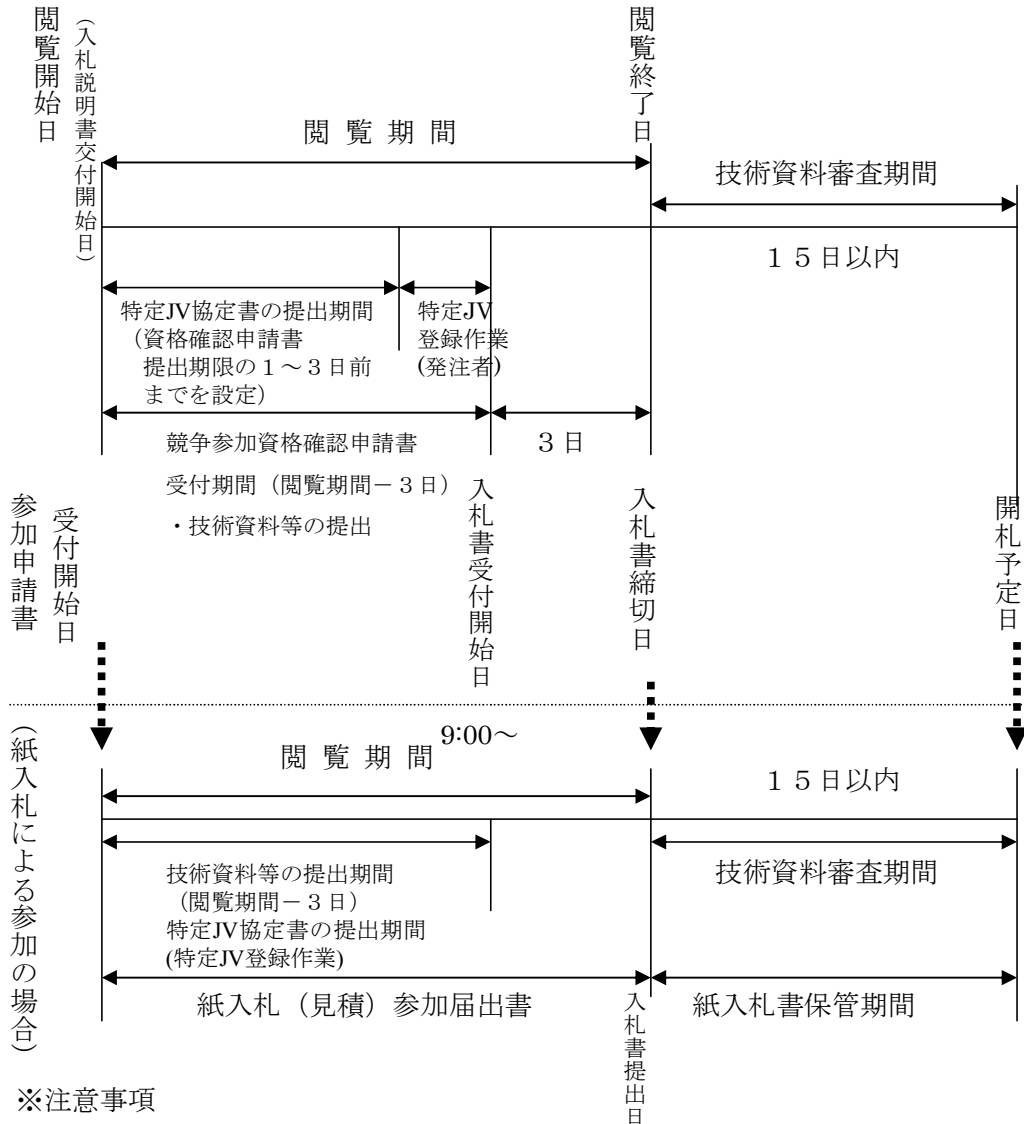 閲覧開始日
（入札説明書交付開始日）
閲覧終了日
閲 覧 期 間
技術資料審査期間
１５日以内
特定JV協定書の提出期間
（資格確認申請書
提出期限の１～３日前
までを設定）
特定JV
登録作業
(発注者)
競争参加資格確認申請書
受付期間（閲覧期間－３日）
・技術資料等の提出
３日
参加申請書
受付開始日
入札書受付開始日
入札書締切日
開札予定日
（紙入札による参加の場合）
9:00～
閲 覧 期 間
１５日以内
技術資料等の提出期間
（閲覧期間－３日）
特定JV協定書の提出期間
(特定JV登録作業)
技術資料審査期間
紙入札（見積）参加届出書
入札書提出日
紙入札書保管期間
※注意事項